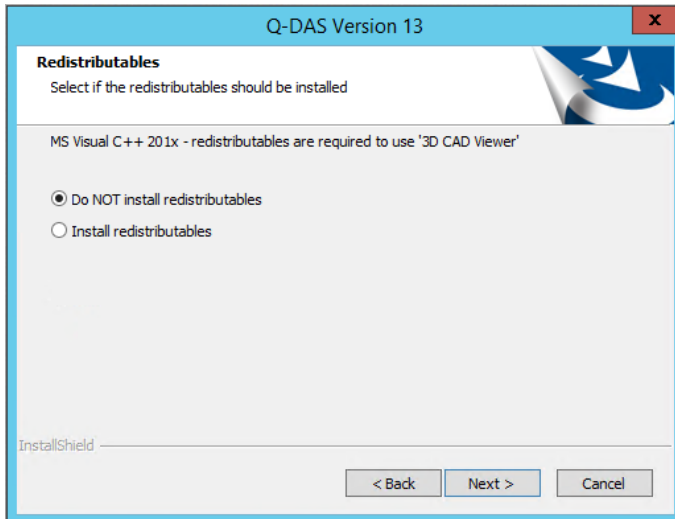 Q-DAS Version 13
x
Redistributables
Select if the redistributables should be installed
MS Visual C++ 201x - redistributables are required to use '3D CAD Viewer'
Do NOT install redistributables
Install redistributables
InstallShield
< Back Next > Cancel